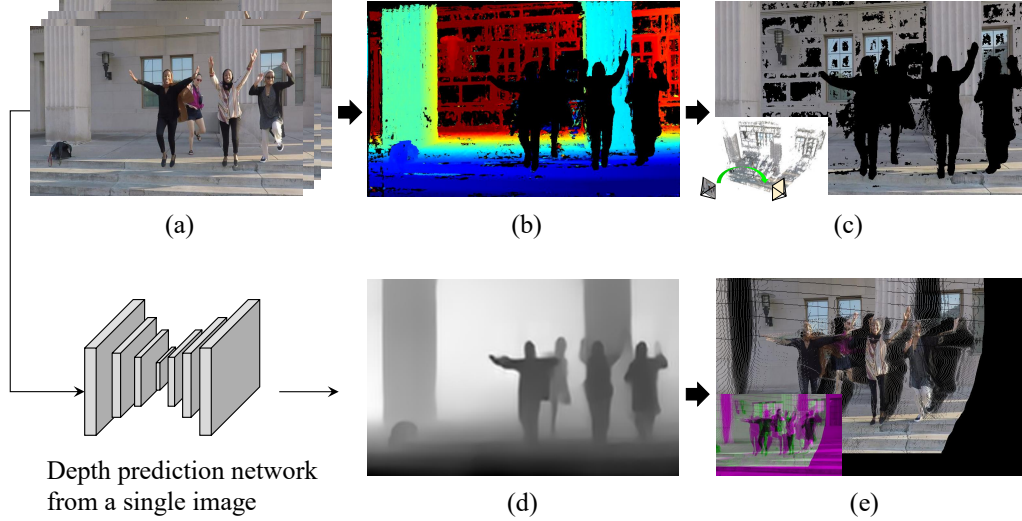 (a)
(b)
(c)
Depth prediction network
from a single image
(d)
(e)